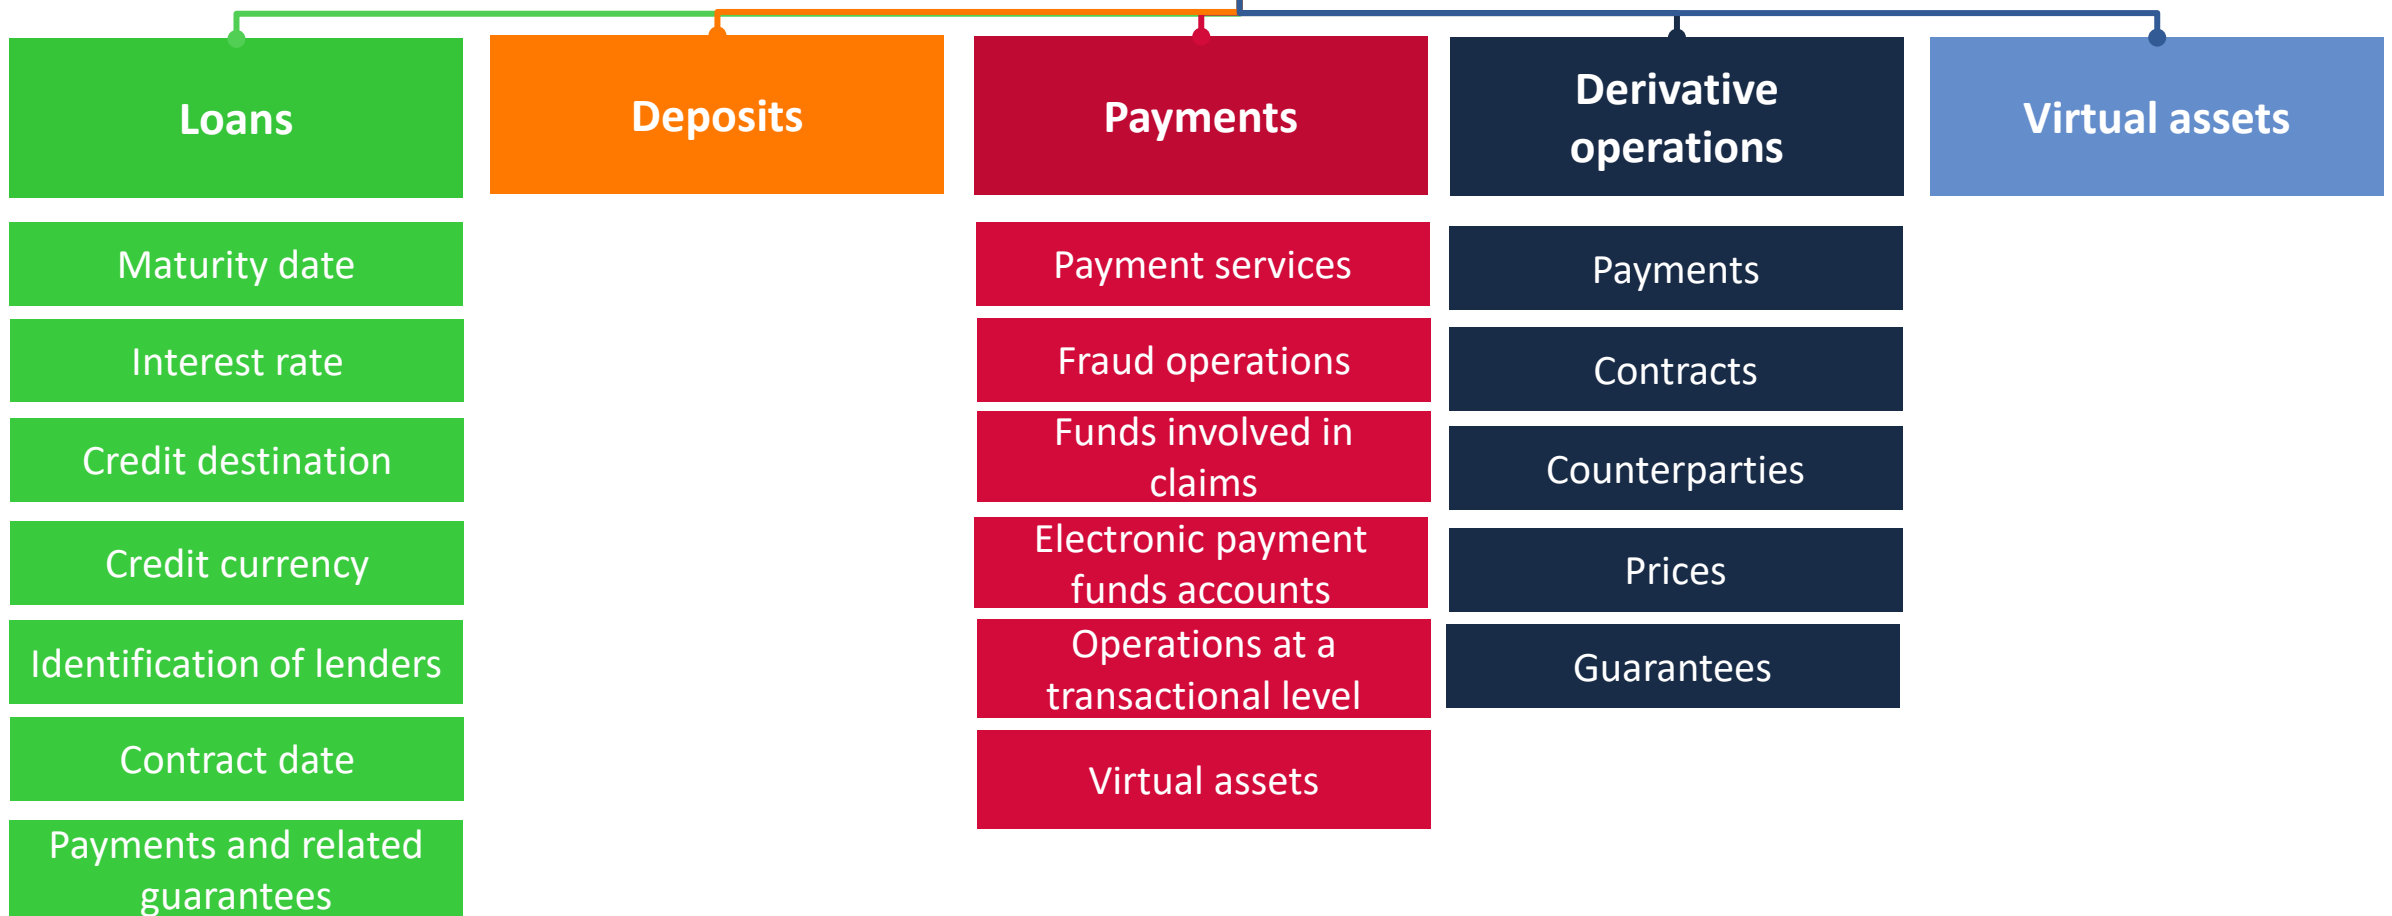 Loans
Deposits
Payments
Derivative
operations
Virtual assets
Maturity date
Interest rate
Credit destination
Credit currency
Identification of lenders
Contract date
Payments and related
guarantees
Payment services
Fraud operations
Funds involved in
claims
Electronic payment
funds accounts
Operations at a
transactional level
Virtual assets
Payments
Contracts
Counterparties
Prices
Guarantees